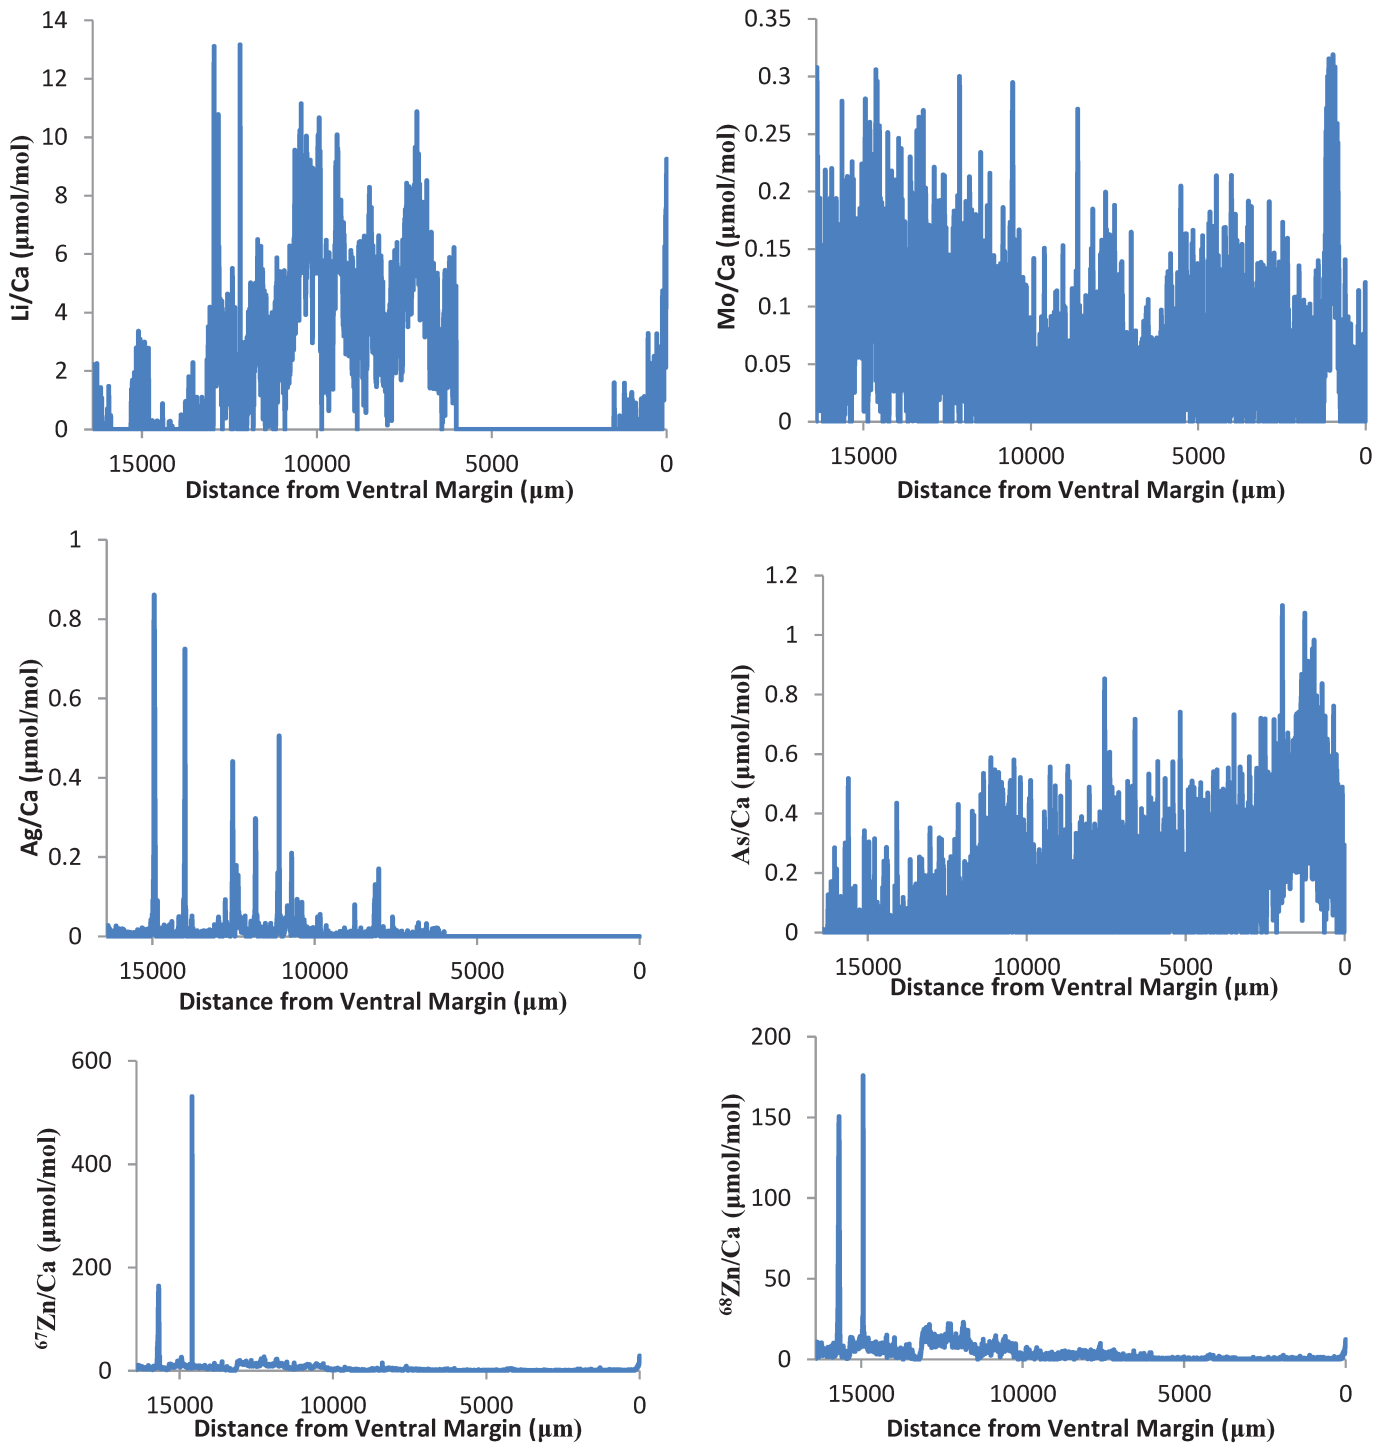 14
12
10
8
6
4
2
0
Li/Ca (µmol/mol)
15000 10000 5000 0
Distance from Ventral Margin (µm)
0.35
0.3
0.25
0.2
0.15
0.1
0.05
0
Mo/Ca (µmol/mol)
15000 10000 5000 0
Distance from Ventral Margin (µm)
1
0.8
0.6
0.4
0.2
0
Ag/Ca (µmol/mol)
15000 10000 5000 0
Distance from Ventral Margin (µm)
1.2
1
0.8
0.6
0.4
0.2
0
As/Ca (µmol/mol)
15000 10000 5000 0
Distance from Ventral Margin (µm)
600
400
200
0
⁶⁷Zn/Ca (µmol/mol)
15000 10000 5000 0
Distance from Ventral Margin (µm)
200
150
100
50
0
⁶⁸Zn/Ca (µmol/mol)
15000 10000 5000 0
Distance from Ventral Margin (µm)